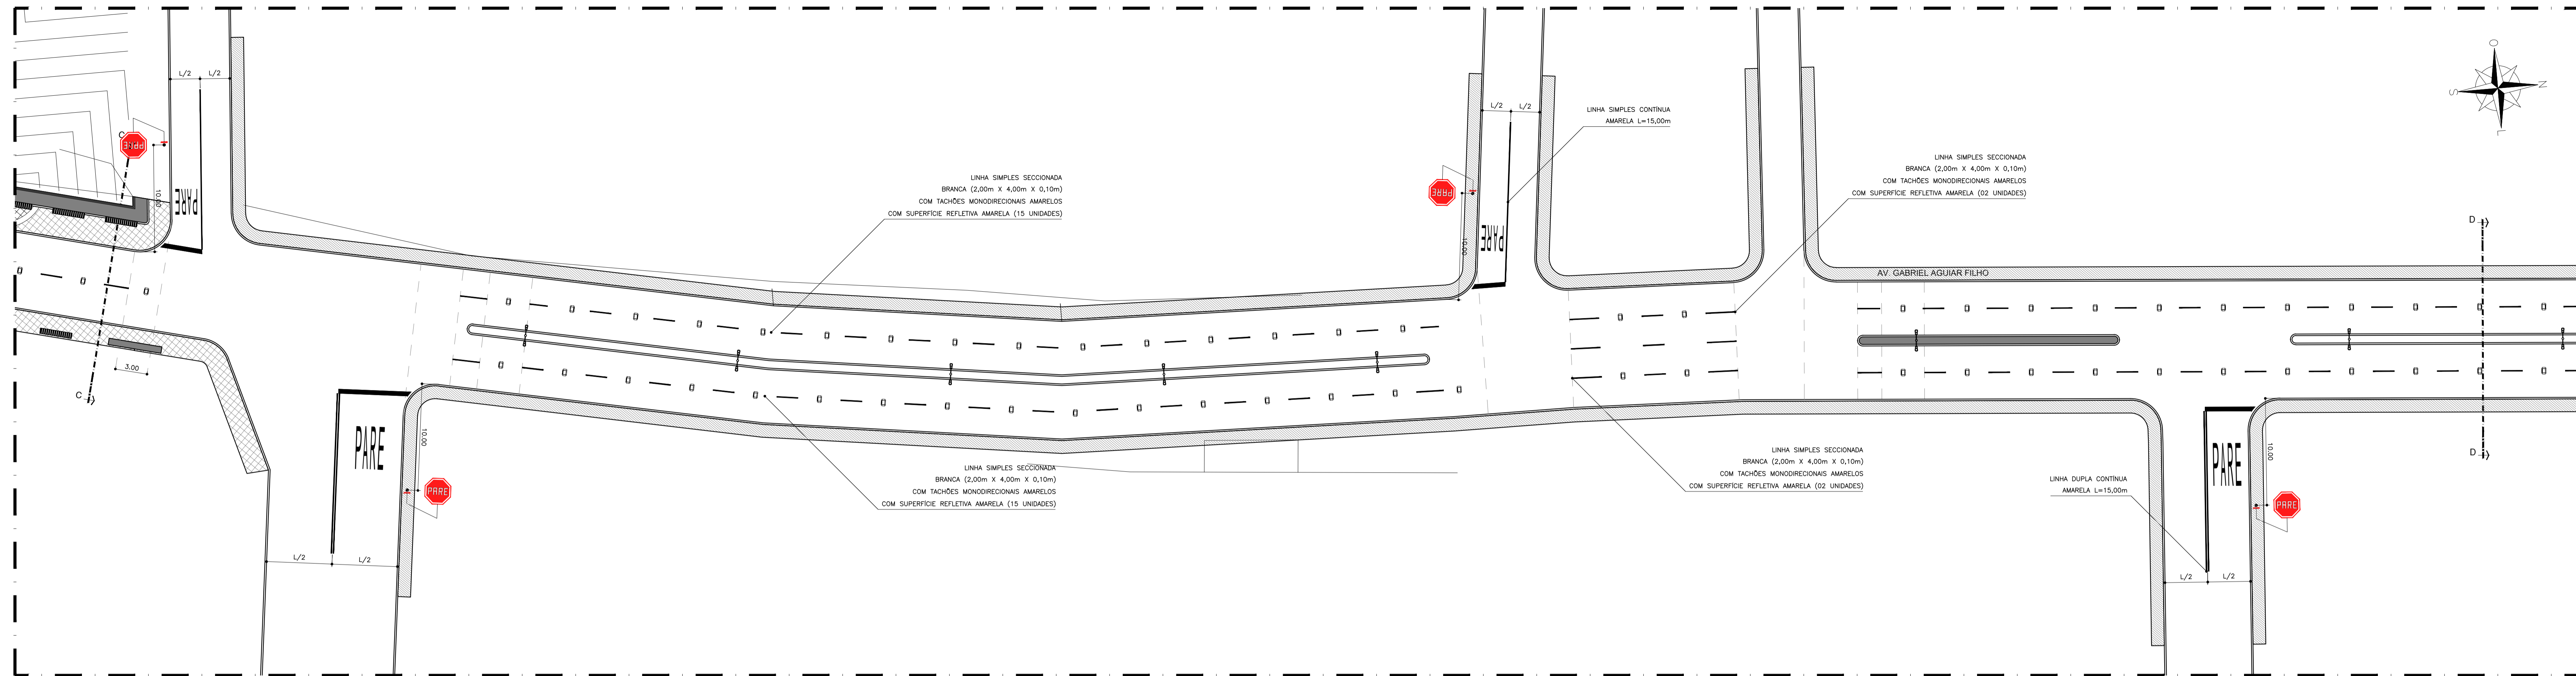 L/2 L/2
C
PARE
10.00
PARE
C
3.00
PARE
10.00
PARE
L/2 L/2
LINHA SIMPLES SECCIONADA
BRANCA (2,00m X 4,00m X 0,10m)
COM TACHÕES MONODIRECIONAIS AMARELOS
COM SUPERFÍCIE REFLETIVA AMARELA (15 UNIDADES)
LINHA SIMPLES SECCIONADA
BRANCA (2,00m X 4,00m X 0,10m)
COM TACHÕES MONODIRECIONAIS AMARELOS
COM SUPERFÍCIE REFLETIVA AMARELA (15 UNIDADES)
L/2 L/2
PARE
10.00
PARE
LINHA SIMPLES CONTÍNUA
AMARELA L=15,00m
LINHA SIMPLES SECCIONADA
BRANCA (2,00m X 4,00m X 0,10m)
COM TACHÕES MONODIRECIONAIS AMARELOS
COM SUPERFÍCIE REFLETIVA AMARELA (02 UNIDADES)
AV. GABRIEL AGUIAR FILHO
LINHA SIMPLES SECCIONADA
BRANCA (2,00m X 4,00m X 0,10m)
COM TACHÕES MONODIRECIONAIS AMARELOS
COM SUPERFÍCIE REFLETIVA AMARELA (02 UNIDADES)
LINHA DUPLA CONTÍNUA
AMARELA L=15,00m
PARE
10.00
PARE
L/2 L/2
D
D
O
N
S
L